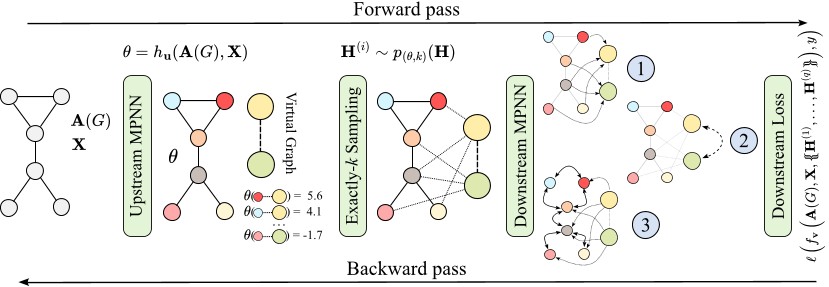 Forward pass
θ = h_u(A(G), X)
H^(i) ∼ p_(θ,k)(H)
A(G)
X
Upstream MPNN
θ
Virtual Graph
θ( ) = 5.6
θ( ) = 4.1
...
θ( ) = -1.7
Exactly-k Sampling
Downstream MPNN
1
2
3
Downstream Loss
ℓ(f_v(A(G), X, {{H^(1), ..., H^(q)}}), y)
Backward pass